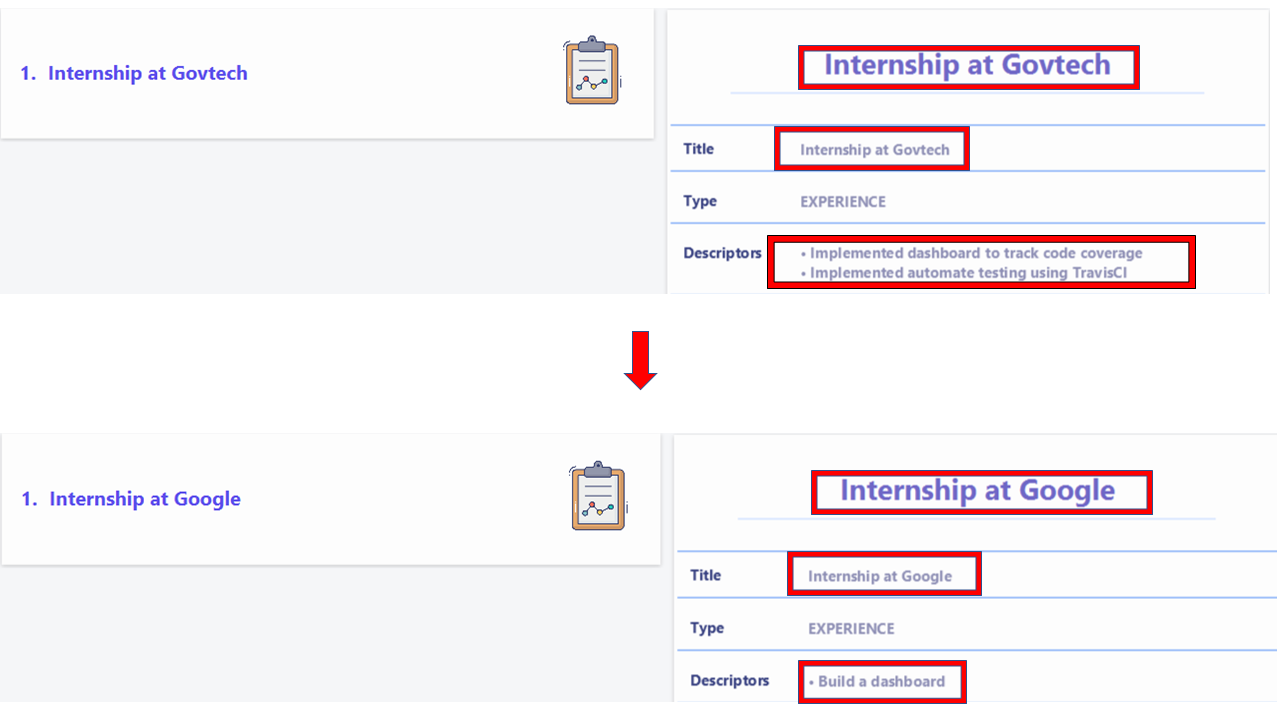 1. Internship at Govtech
Internship at Govtech
Title Internship at Govtech
Type EXPERIENCE
Descriptors • Implemented dashboard to track code coverage
• Implemented automate testing using TravisCI
1. Internship at Google
Internship at Google
Title Internship at Google
Type EXPERIENCE
Descriptors • Build a dashboard